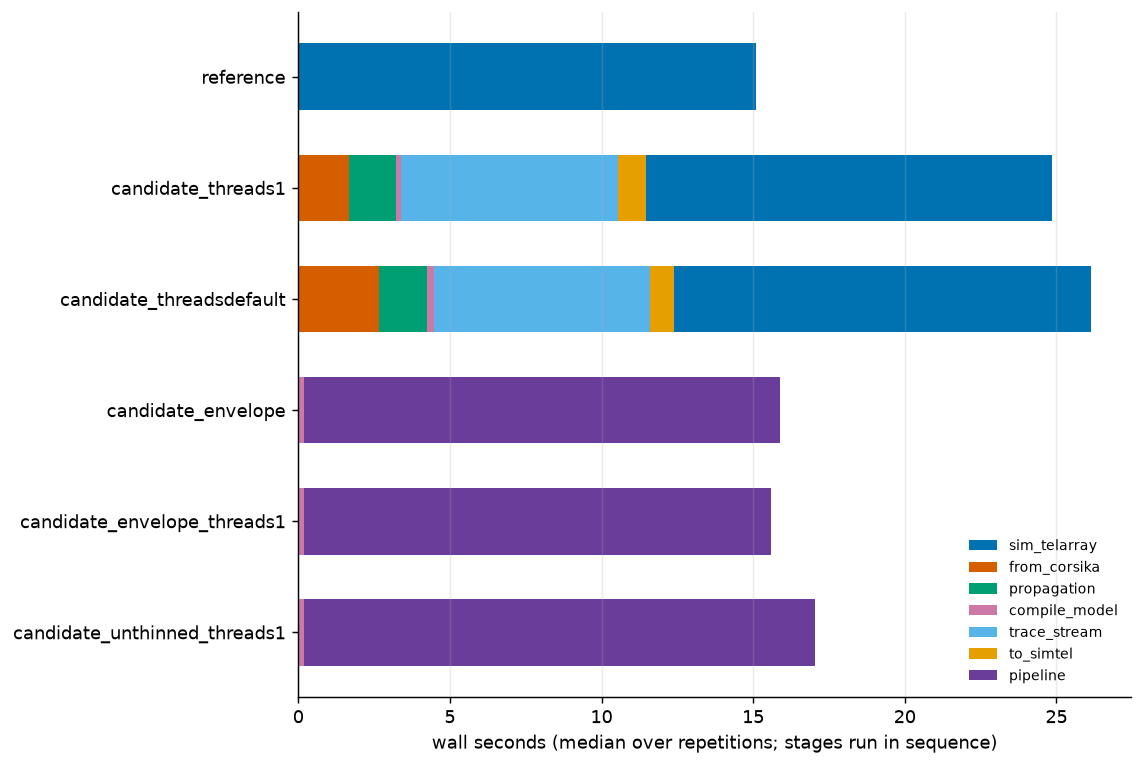 reference
candidate_threads1
candidate_threadsdefault
candidate_envelope
candidate_envelope_threads1
candidate_unthinned_threads1
sim_telarray
from_corsika
propagation
compile_model
trace_stream
to_simtel
pipeline
0 5 10 15 20 25
wall seconds (median over repetitions; stages run in sequence)